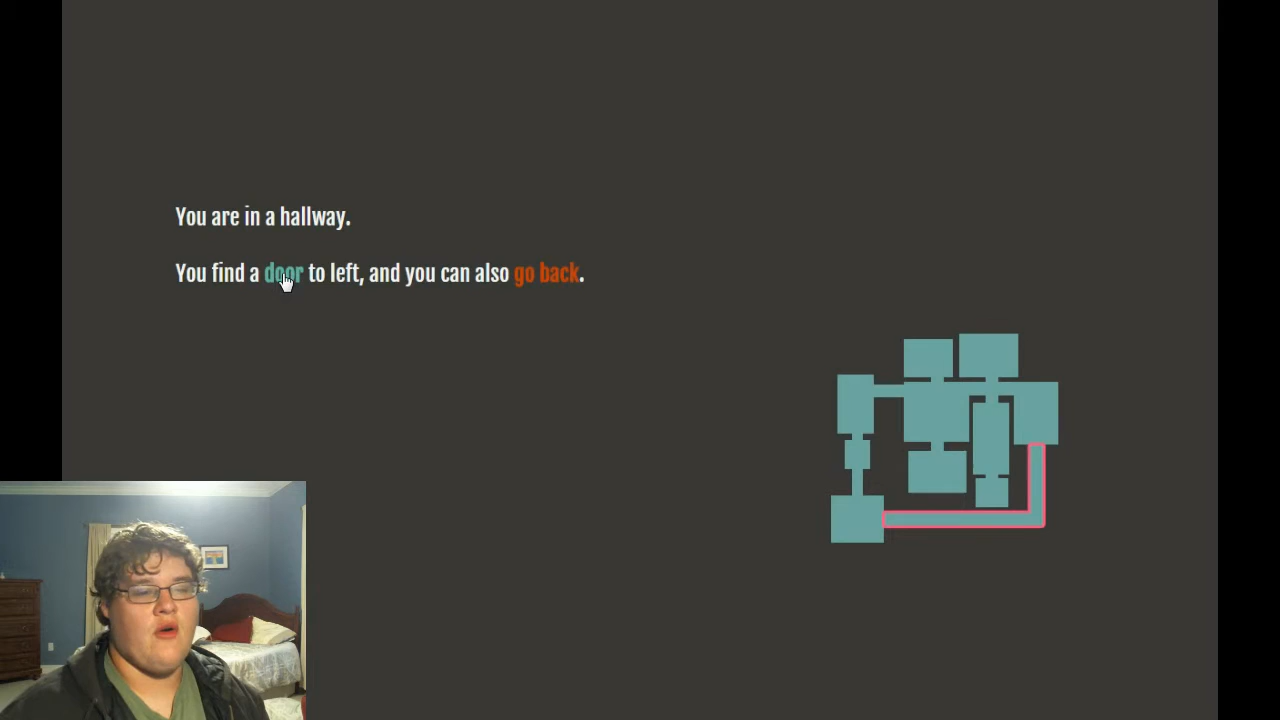 You are in a hallway.
You find a door to left, and you can also go back.